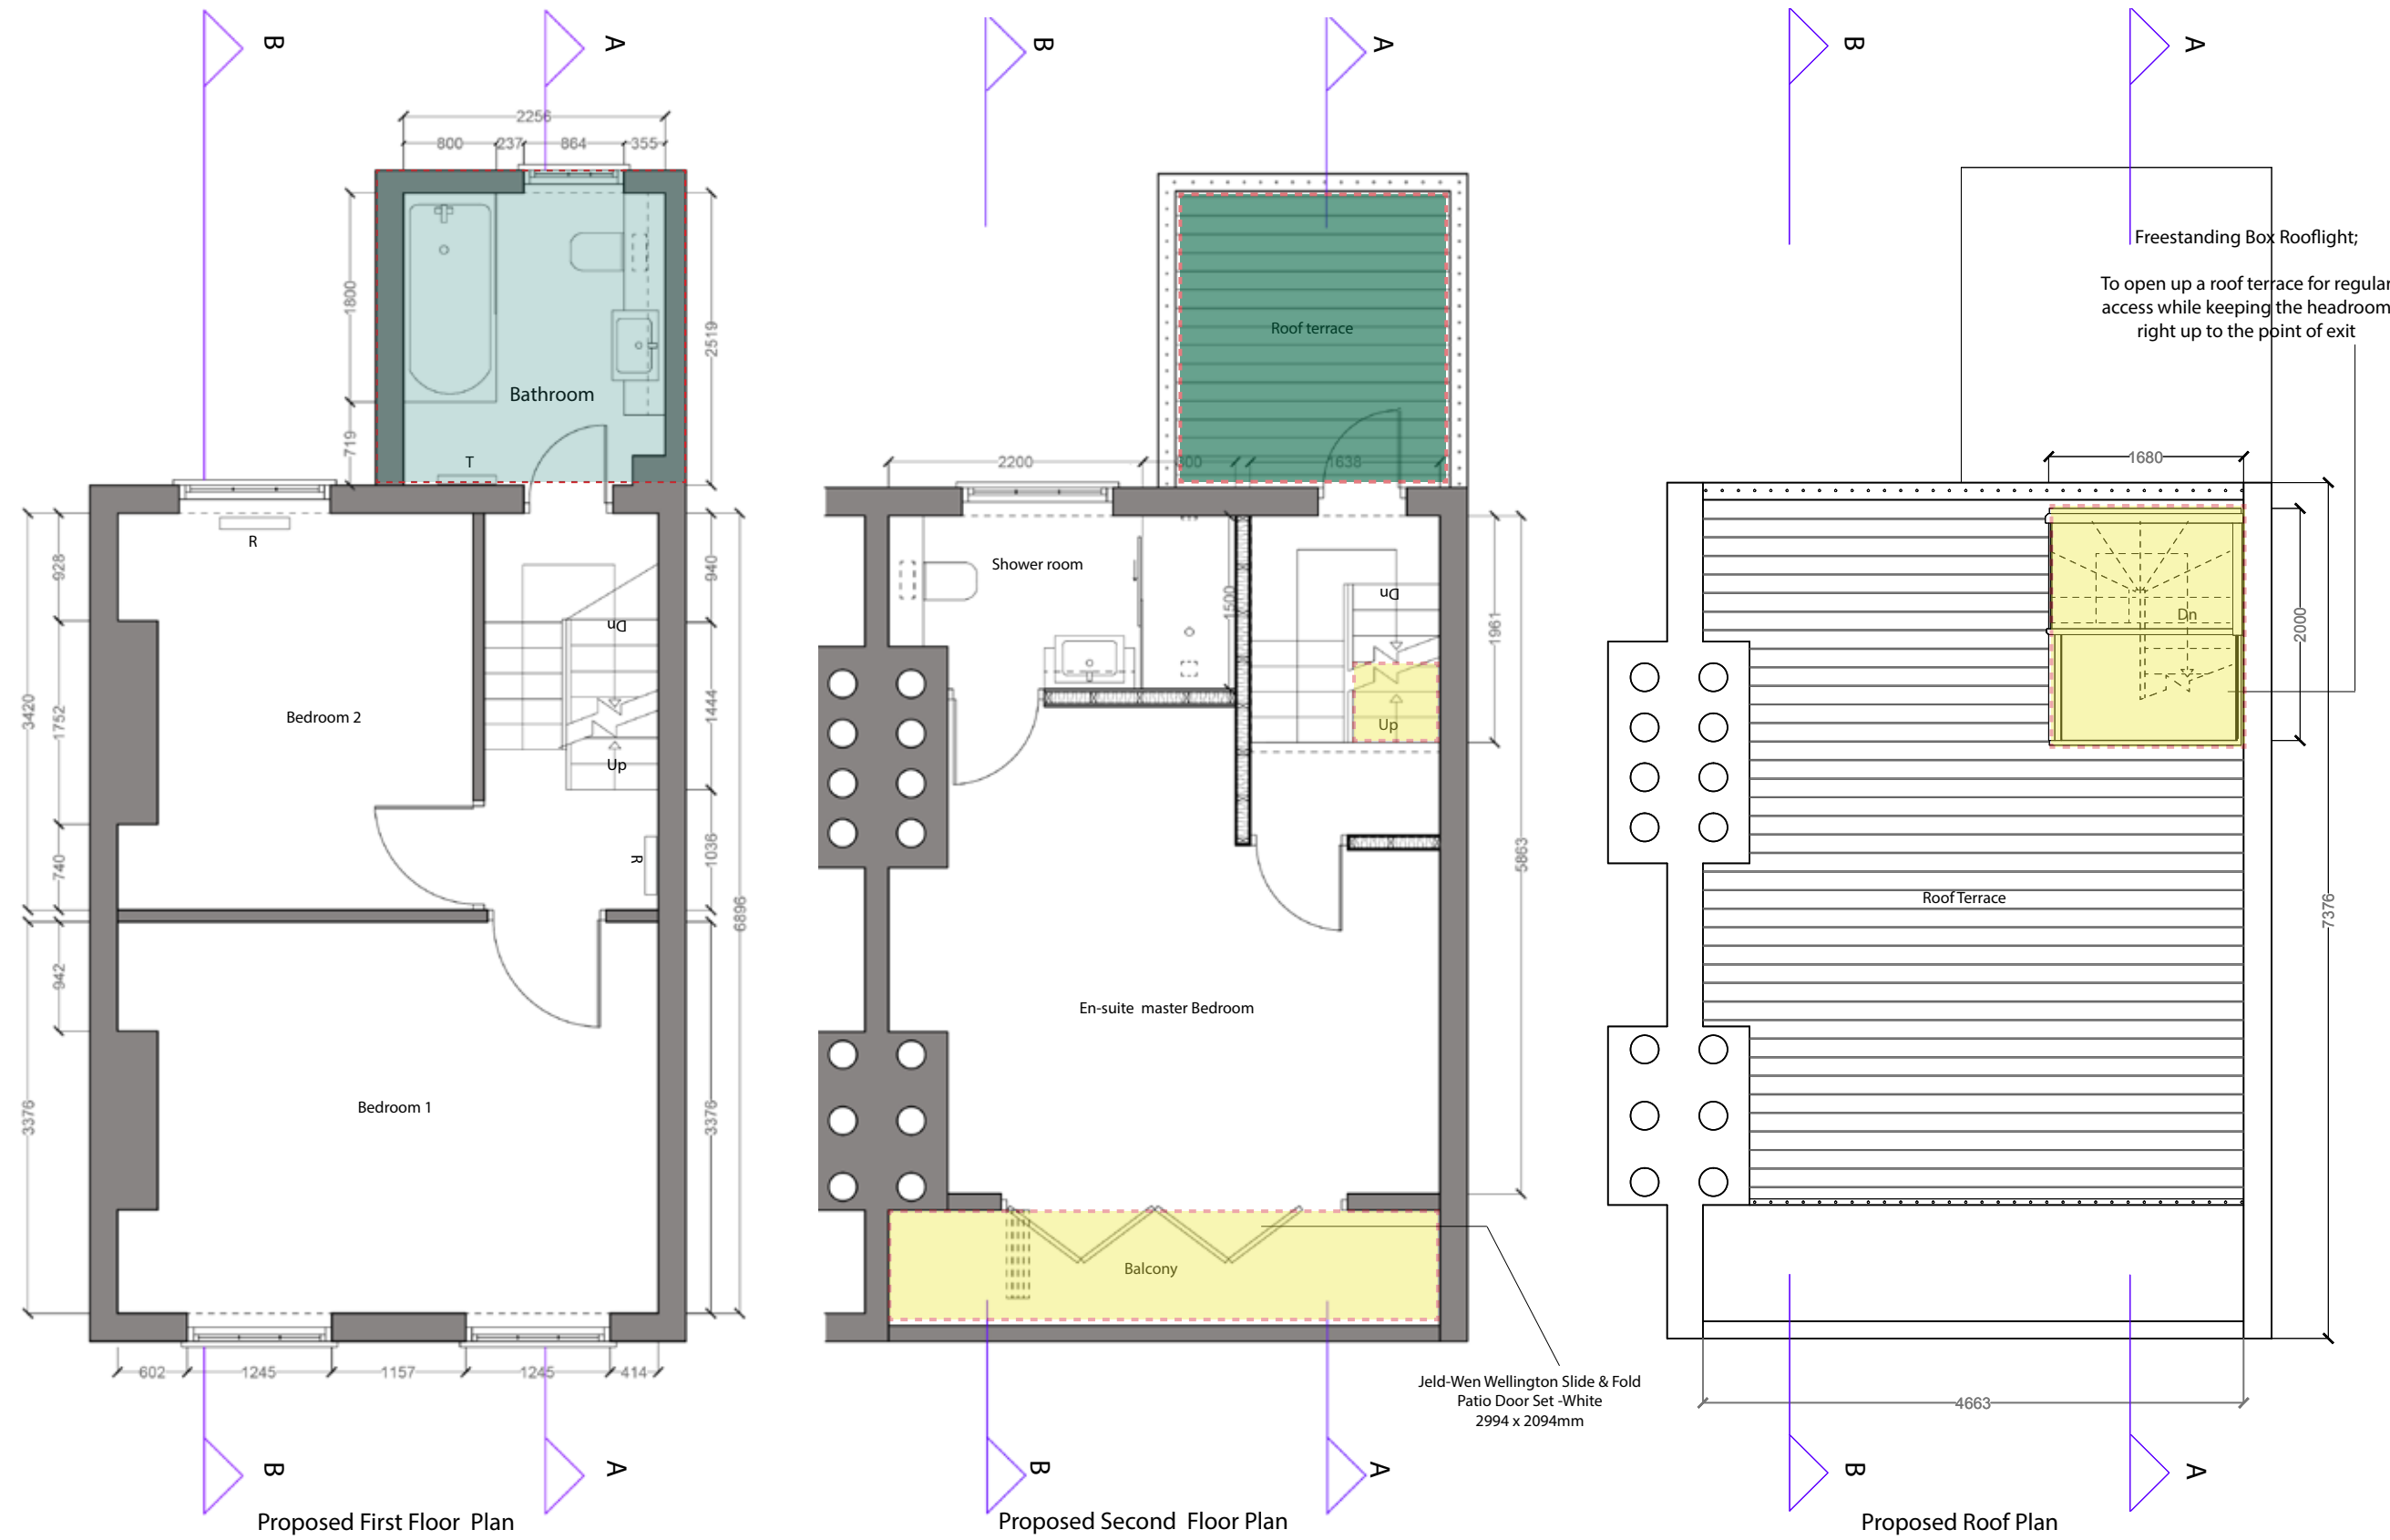 B
A
B
A
B
A
2256
800
237
864
355
1800
719
2519
Bathroom
T
R
928
3420
1752
740
940
1444
1036
6896
Dn
Up
R
Bedroom 2
942
3376
3376
Bedroom 1
602
1245
1157
1245
414
B
A
Proposed First Floor Plan
Roof terrace
2200
1638
Shower room
1500
Dn
Up
1961
5863
En-suite master Bedroom
Balcony
Jeld-Wen Wellington Slide & Fold
Patio Door Set -White
2994 x 2094mm
B
A
Proposed Second Floor Plan
Freestanding Box Rooflight;
To open up a roof terrace for regular
access while keeping the headroom
right up to the point of exit
1680
Dn
2000
Roof Terrace
7376
4663
B
A
Proposed Roof Plan